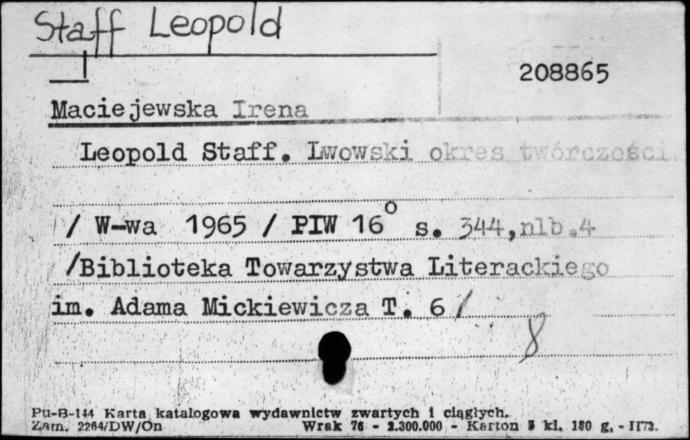 Staff Leopold
208865
Maciejewska Irena
Leopold Staff. Lwowski okres twórczości
/ W-wa 1965 / PIW 16° s. 344,nlb.4
/Biblioteka Towarzystwa Literackiego
im. Adama Mickiewicza T. 6 /
8
Pu-B-144 Karta katalogowa wydawnictw zwartych i ciągłych.
Zam. 2264/DW/On Wrak 76 - 2.300.000 - Karton 3 kl. 180 g. - II73.